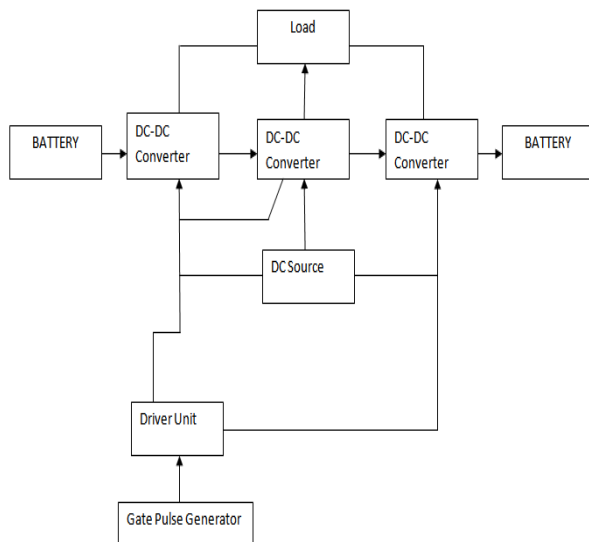 Load
BATTERY
DC-DC
Converter
DC-DC
Converter
DC-DC
Converter
BATTERY
DC Source
Driver Unit
Gate Pulse Generator